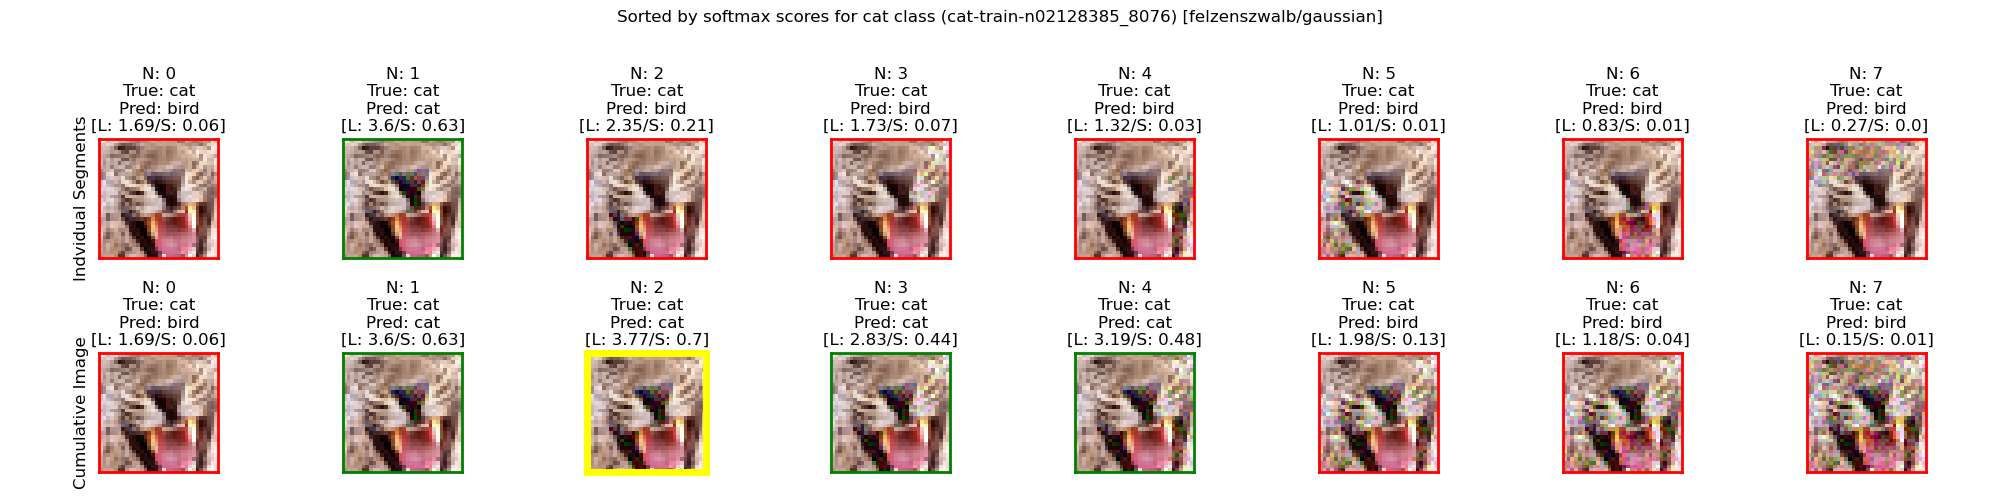 Sorted by softmax scores for cat class (cat-train-n02128385_8076) [felzenszwalb/gaussian]
Indvidual Segments
N: 0
True: cat
Pred: bird
[L: 1.69/S: 0.06]
N: 1
True: cat
Pred: cat
[L: 3.6/S: 0.63]
N: 2
True: cat
Pred: bird
[L: 2.35/S: 0.21]
N: 3
True: cat
Pred: bird
[L: 1.73/S: 0.07]
N: 4
True: cat
Pred: bird
[L: 1.32/S: 0.03]
N: 5
True: cat
Pred: bird
[L: 1.01/S: 0.01]
N: 6
True: cat
Pred: bird
[L: 0.83/S: 0.01]
N: 7
True: cat
Pred: bird
[L: 0.27/S: 0.0]
Cumulative Image
N: 0
True: cat
Pred: bird
[L: 1.69/S: 0.06]
N: 1
True: cat
Pred: cat
[L: 3.6/S: 0.63]
N: 2
True: cat
Pred: cat
[L: 3.77/S: 0.7]
N: 3
True: cat
Pred: cat
[L: 2.83/S: 0.44]
N: 4
True: cat
Pred: cat
[L: 3.19/S: 0.48]
N: 5
True: cat
Pred: bird
[L: 1.98/S: 0.13]
N: 6
True: cat
Pred: bird
[L: 1.18/S: 0.04]
N: 7
True: cat
Pred: bird
[L: 0.15/S: 0.01]